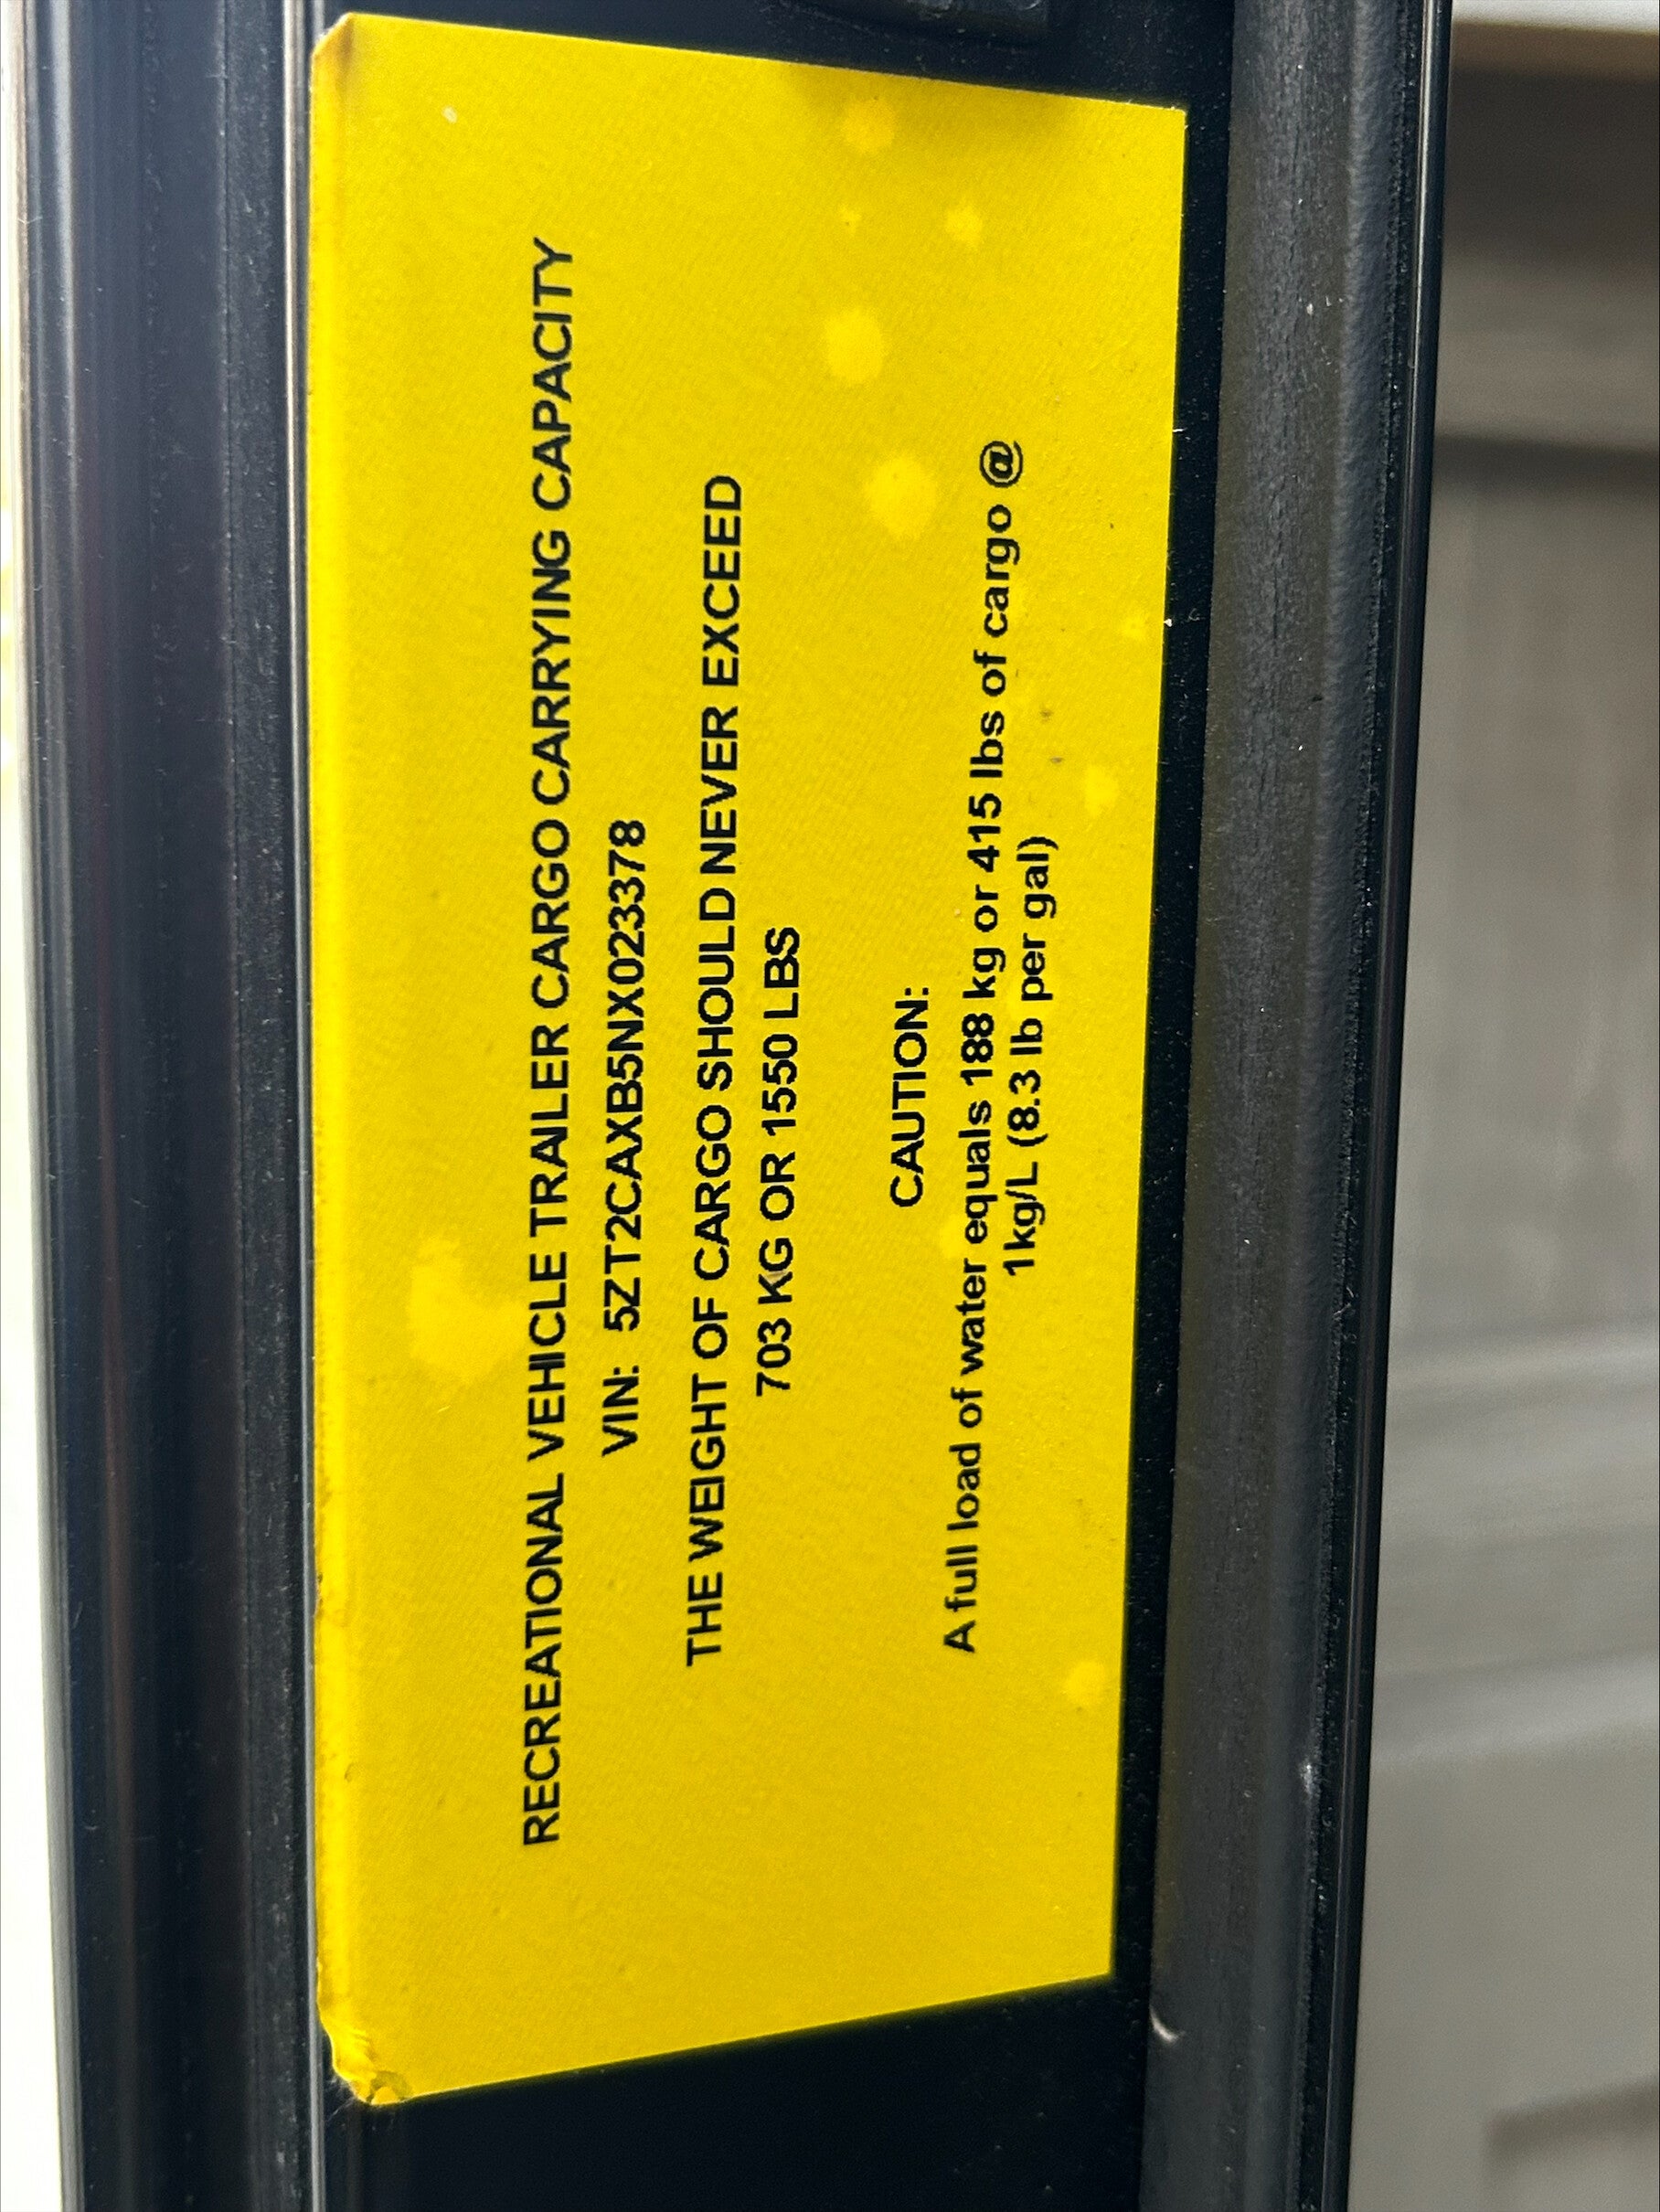 RECREATIONAL VEHICLE TRAILER CARGO CARRYING CAPACITY
VIN: 5ZT2CAXB5NX023378
THE WEIGHT OF CARGO SHOULD NEVER EXCEED
703 KG OR 1550 LBS
CAUTION:
A full load of water equals 188 kg or 415 lbs of cargo @
1kg/L (8.3 lb per gal)